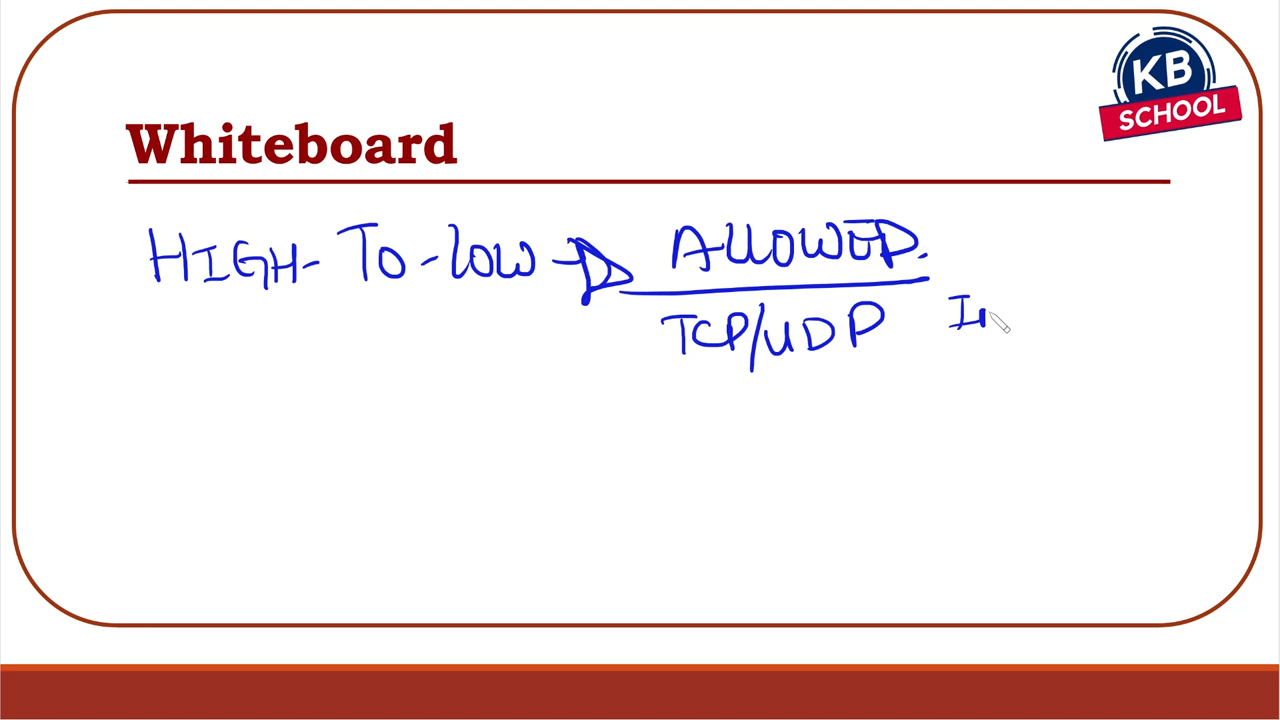 KB
SCHOOL
Whiteboard
HIGH-TO-LOW → ALLOWED.
TCP/UDP